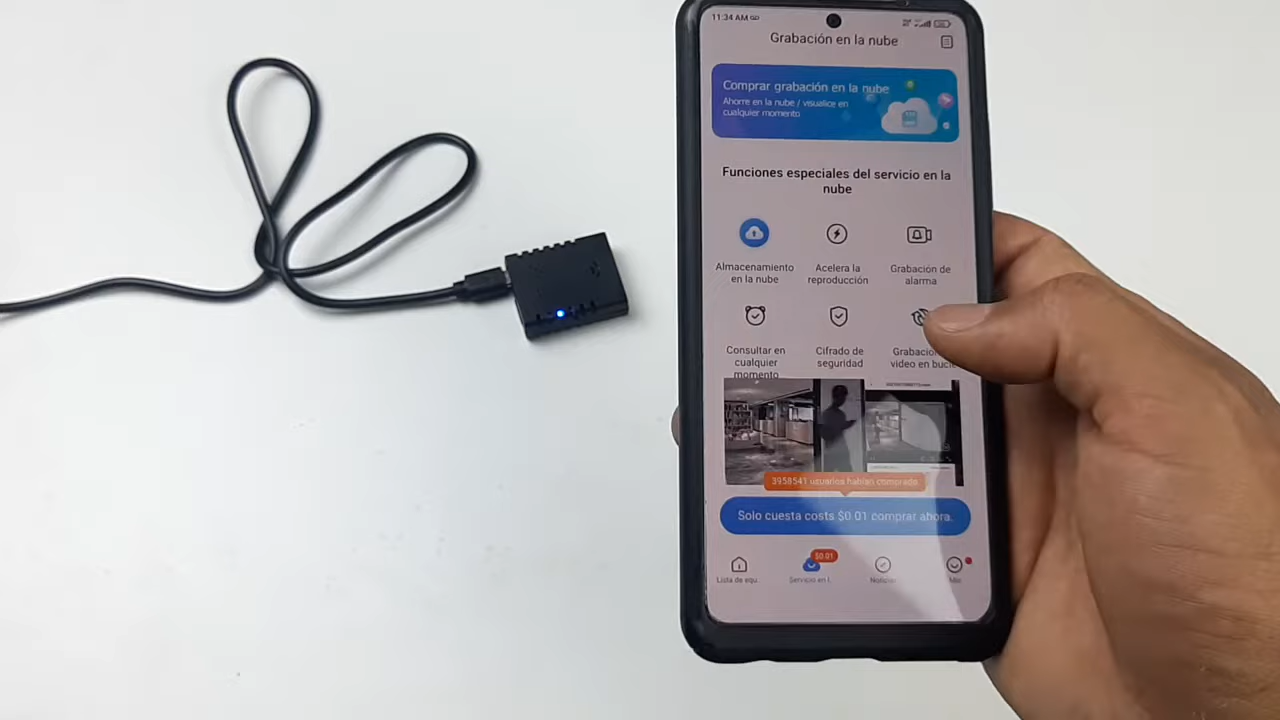 11:34 AM
Grabación en la nube
Comprar grabación en la nube
Ahorre en la nube / visualice en
cualquier momento
Funciones especiales del servicio en la
nube
Almacenamiento
en la nube
Acelera la
reproducción
Grabación de
alarma
Consultar en
cualquier
momento
Cifrado de
seguridad
Grabación
video en bucle
3958541 usuarios habían comprado
Solo cuesta costs $0.01 comprar ahora.
$0.01
Lista de equ.
Servicio en l.